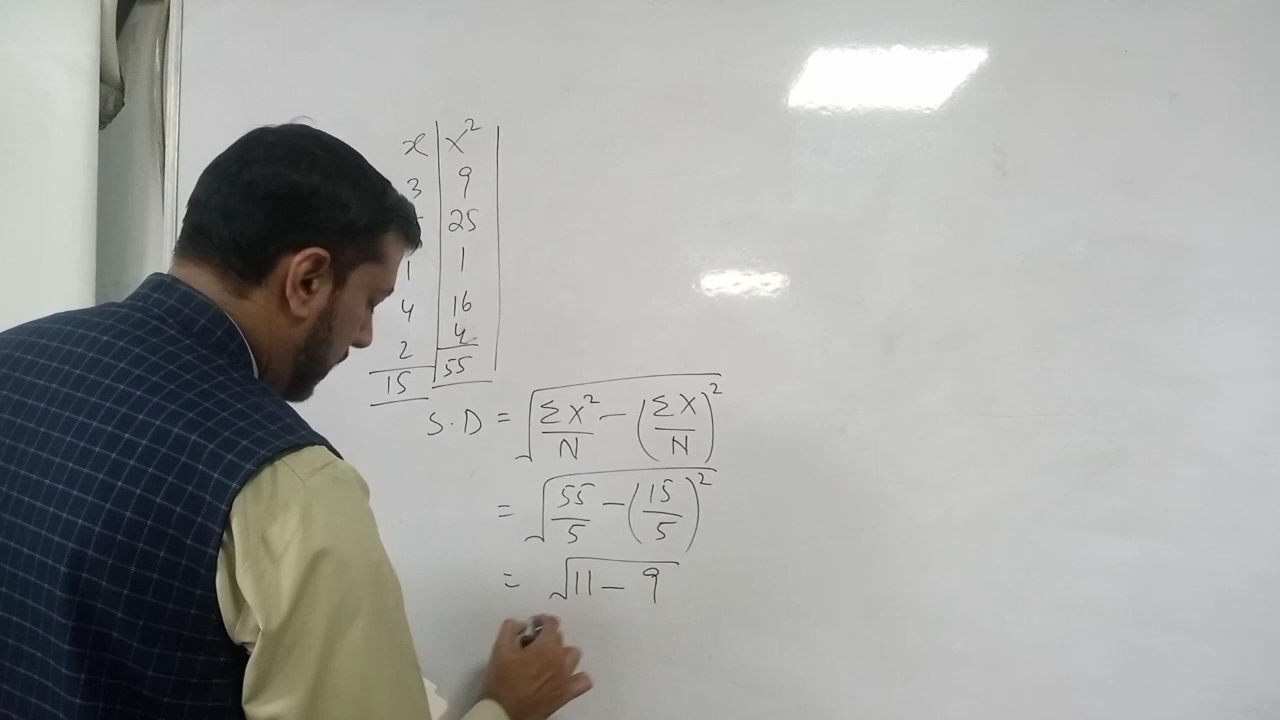 x x²
3 9
25
1 1
4 16
2 4
15 55
S.D = √(Σx²/N − (Σx/N)²)
= √(55/5 − (15/5)²)
= √(11 − 9)